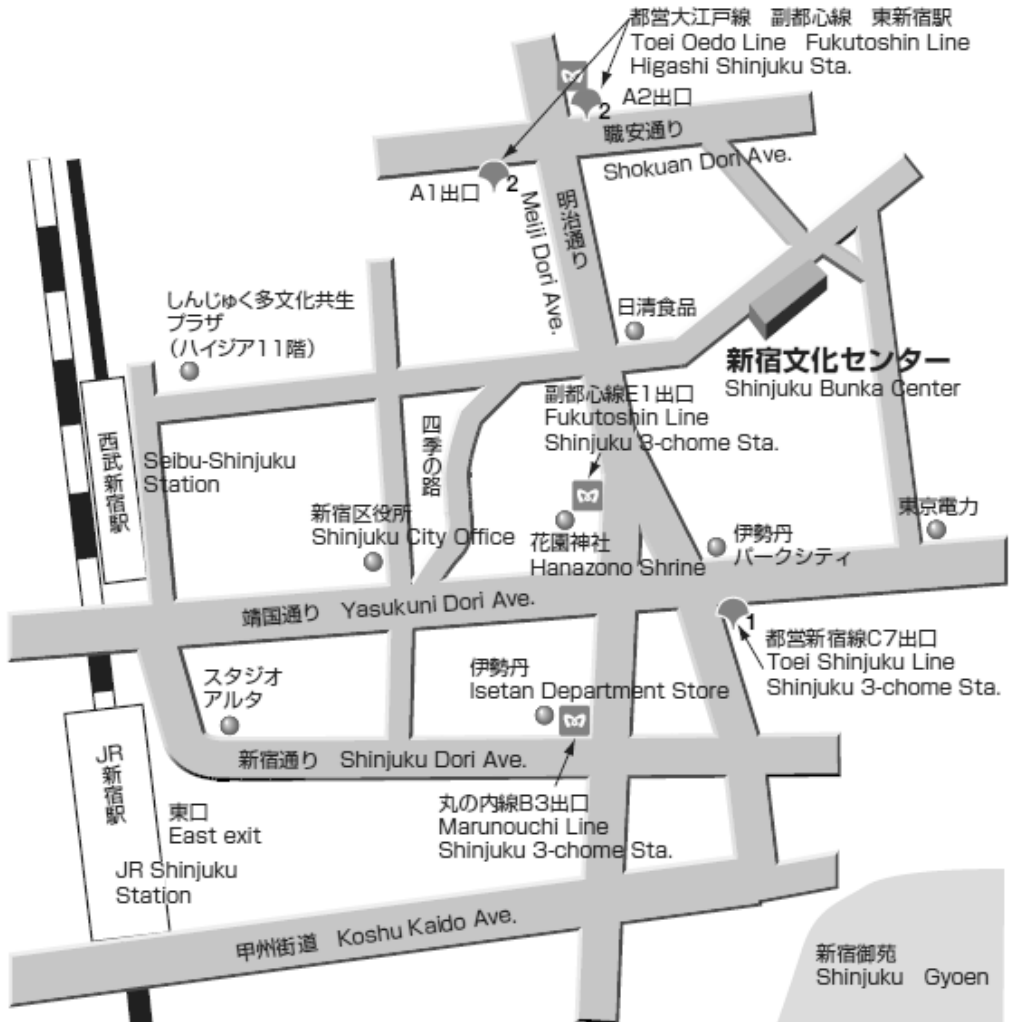 都営大江戸線　副都心線　東新宿駅
Toei Oedo Line　Fukutoshin Line
Higashi Shinjuku Sta.
A2出口
2
職安通り
Shokuan Dori Ave.
A1出口
2
明治通り
Meiji Dori Ave.
しんじゅく多文化共生
プラザ
（ハイジア11階）
日清食品
新宿文化センター
Shinjuku Bunka Center
副都心線E1出口
Fukutoshin Line
Shinjuku 3-chome Sta.
四季の路
西武新宿駅
Seibu-Shinjuku
Station
新宿区役所
Shinjuku City Office
花園神社
Hanazono Shrine
伊勢丹
パークシティ
東京電力
靖国通り　Yasukuni Dori Ave.
1
都営新宿線C7出口
Toei Shinjuku Line
Shinjuku 3-chome Sta.
スタジオ
アルタ
伊勢丹
Isetan Department Store
新宿通り　Shinjuku Dori Ave.
JR新宿駅
東口
East exit
JR Shinjuku
Station
丸の内線B3出口
Marunouchi Line
Shinjuku 3-chome Sta.
甲州街道　Koshu Kaido Ave.
新宿御苑
Shinjuku　Gyoen